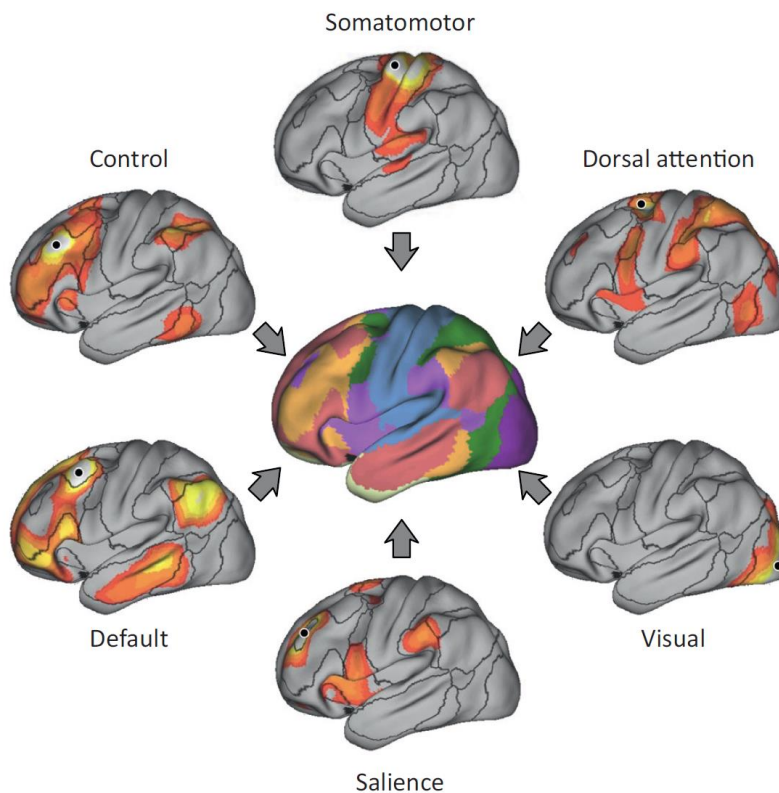 Somatomotor
Control
Dorsal attention
Default
Visual
Salience